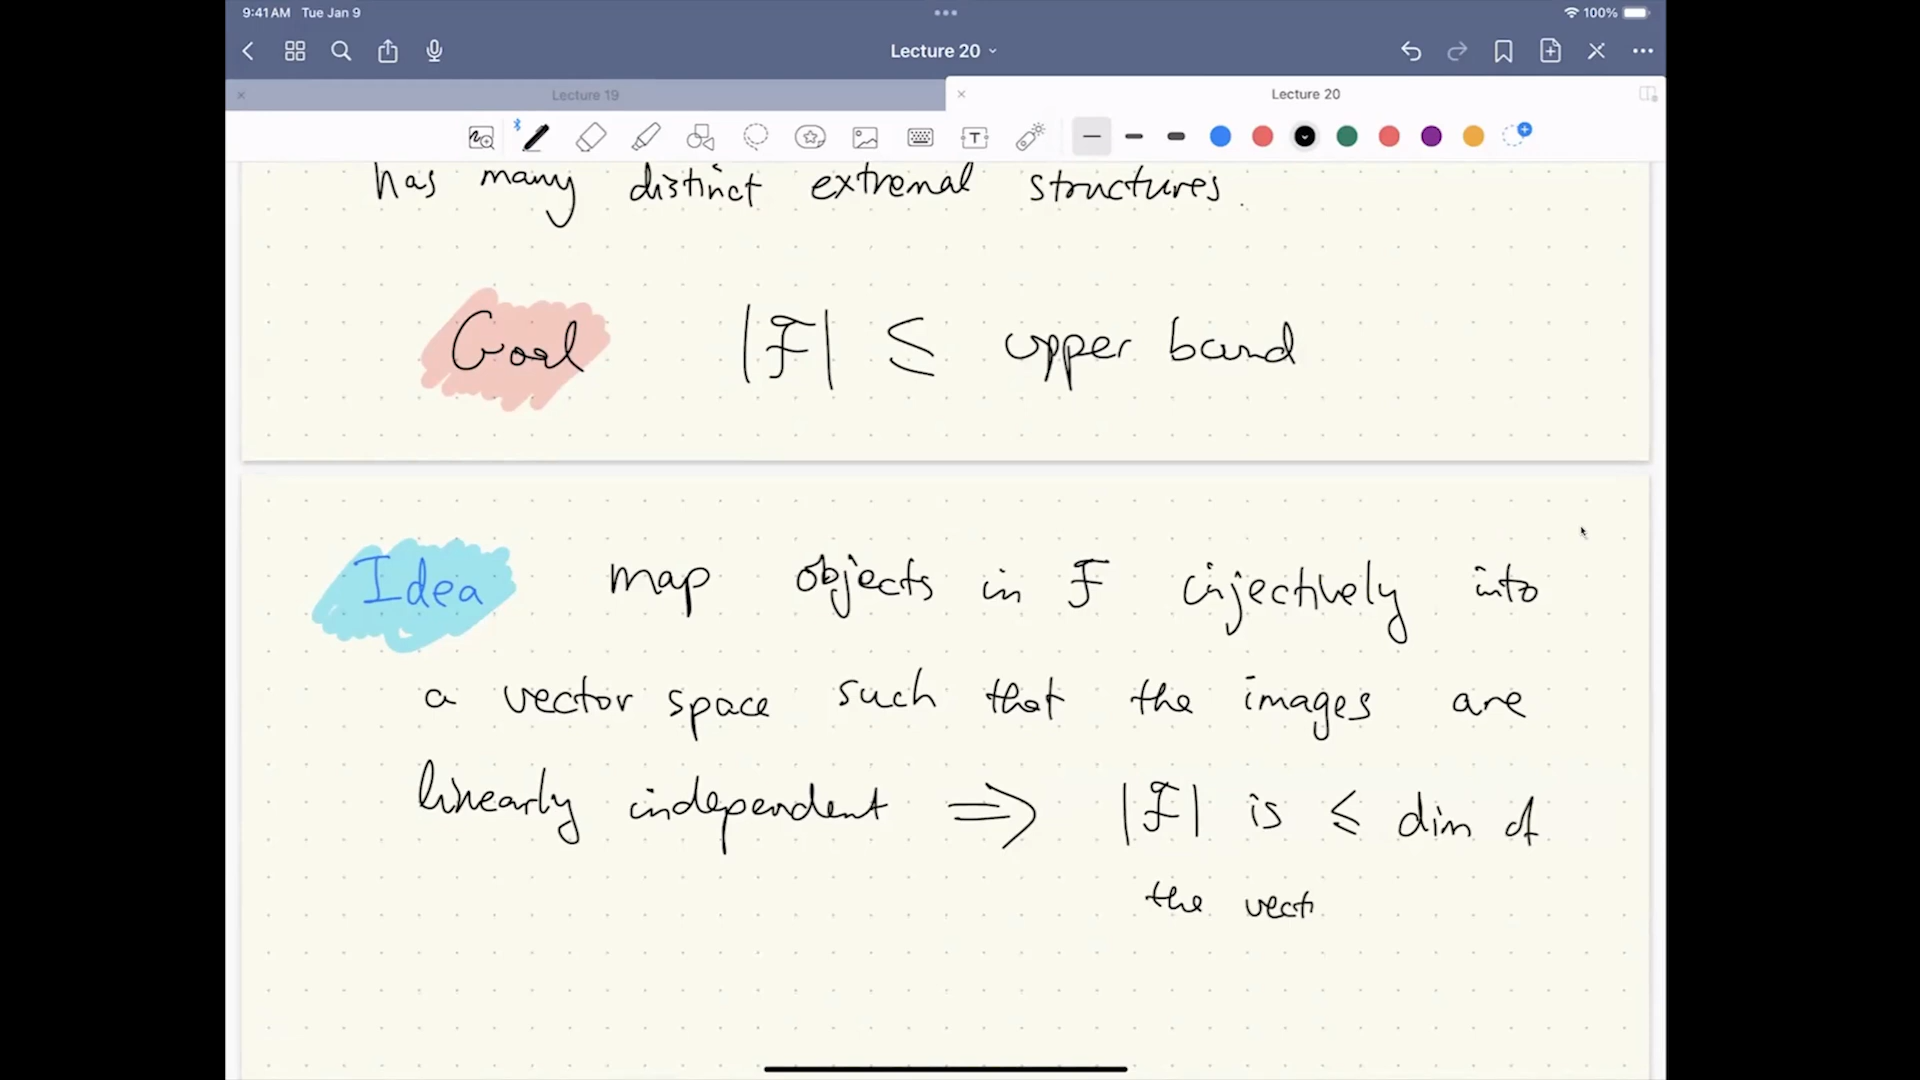 9:41 AM Tue Jan 9
100%
Lecture 20
Lecture 19
Lecture 20
has many distinct extremal structures.
Goal |F| ≤ upper bound
Idea map objects in F injectively into
a vector space such that the images are
linearly independent ⇒ |F| is ≤ dim of
the vect